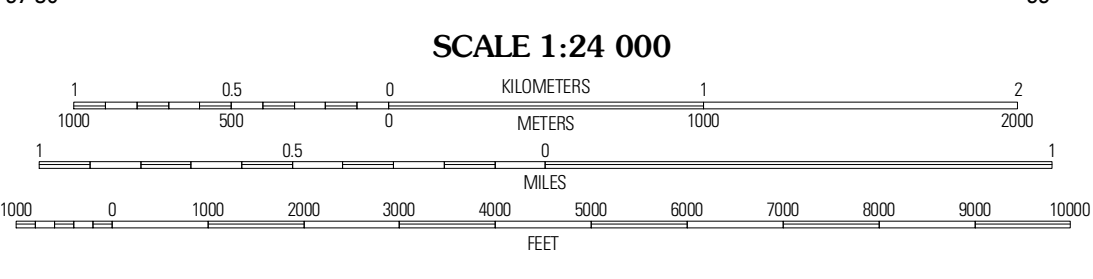 SCALE 1:24 000
1 0.5 0 KILOMETERS 1 2
1000 500 0 METERS 1000 2000
1 0.5 0 1
MILES
1000 0 1000 2000 3000 4000 5000 6000 7000 8000 9000 10000
FEET